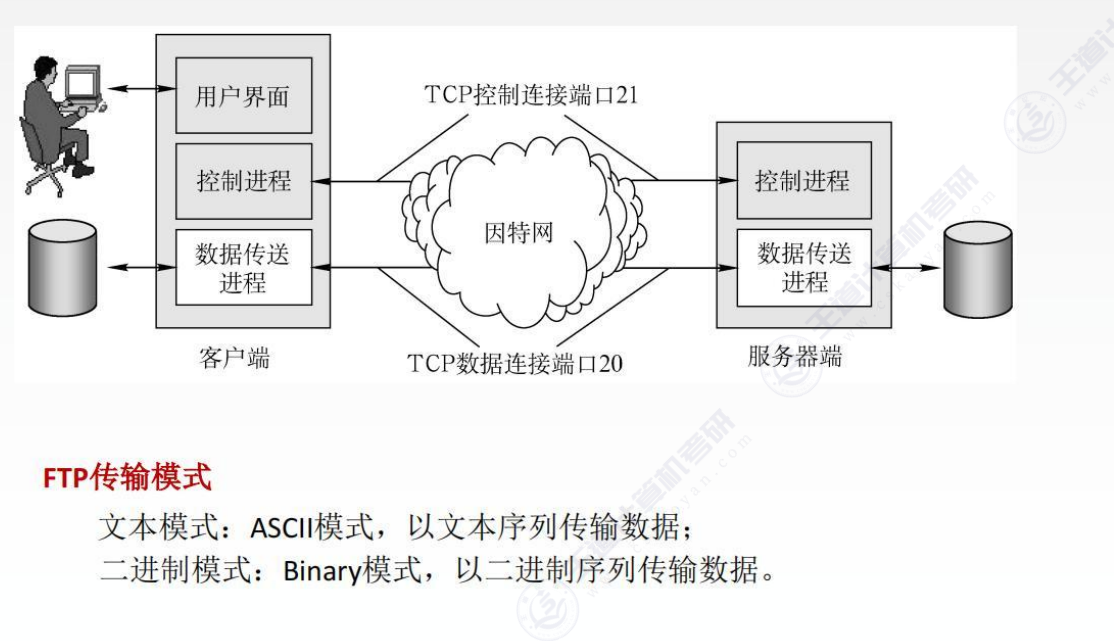 用户界面
TCP控制连接端口21
控制进程
控制进程
因特网
数据传送
进程
数据传送
进程
客户端
TCP数据连接端口20
服务器端
FTP传输模式
文本模式：ASCII模式，以文本序列传输数据；
二进制模式：Binary模式，以二进制序列传输数据。
王道计算机考研